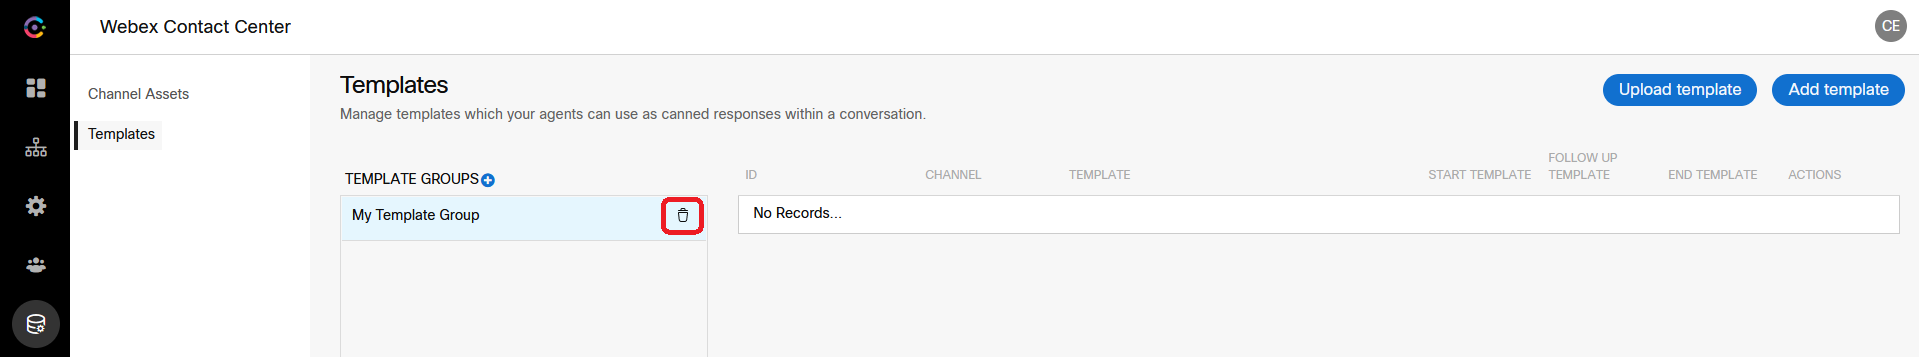 Webex Contact Center
CE
Channel Assets
Templates
Templates
Manage templates which your agents can use as canned responses within a conversation.
Upload template
Add template
TEMPLATE GROUPS
My Template Group
ID CHANNEL TEMPLATE START TEMPLATE FOLLOW UP TEMPLATE END TEMPLATE ACTIONS
No Records...